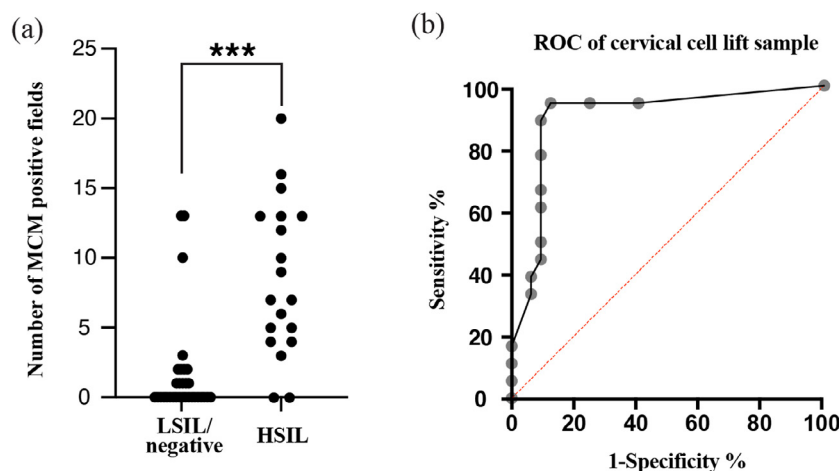 (a)
***
Number of MCM positive fields
25
20
15
10
5
0
LSIL/
negative
HSIL
(b)
ROC of cervical cell lift sample
Sensitivity %
100
80
60
40
20
0
0 20 40 60 80 100
1-Specificity %